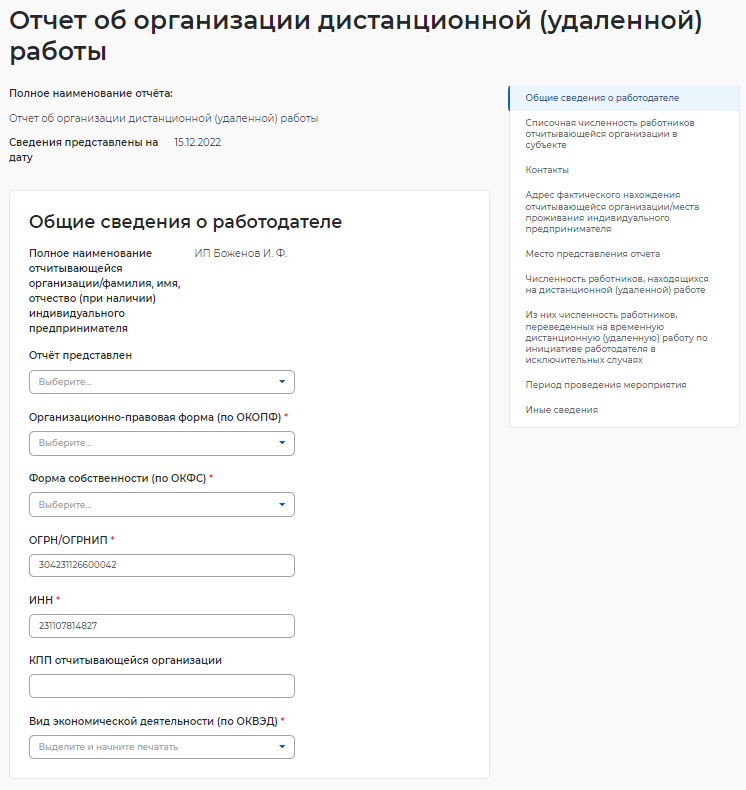 Отчет об организации дистанционной (удаленной)
работы
Полное наименование отчёта:
Отчет об организации дистанционной (удаленной) работы
Сведения представлены на
дату
15.12.2022
Общие сведения о работодателе
Полное наименование
отчитывающейся
организации/фамилия, имя,
отчество (при наличии)
индивидуального
предпринимателя
ИП Боженов И. Ф.
Отчёт представлен
Выберите...
Организационно-правовая форма (по ОКОПФ) *
Выберите...
Форма собственности (по ОКФС) *
Выберите...
ОГРН/ОГРНИП *
304231126600042
ИНН *
231107814827
КПП отчитывающейся организации
Вид экономической деятельности (по ОКВЭД) *
Выделите и начните печатать
Общие сведения о работодателе
Списочная численность работников
отчитывающейся организации в
субъекте
Контакты
Адрес фактического нахождения
отчитывающейся организации/места
проживания индивидуального
предпринимателя
Место представления отчета
Численность работников, находящихся
на дистанционной (удаленной) работе
Из них численность работников,
переведенных на временную
дистанционную (удаленную) работу по
инициативе работодателя в
исключительных случаях
Период проведения мероприятия
Иные сведения